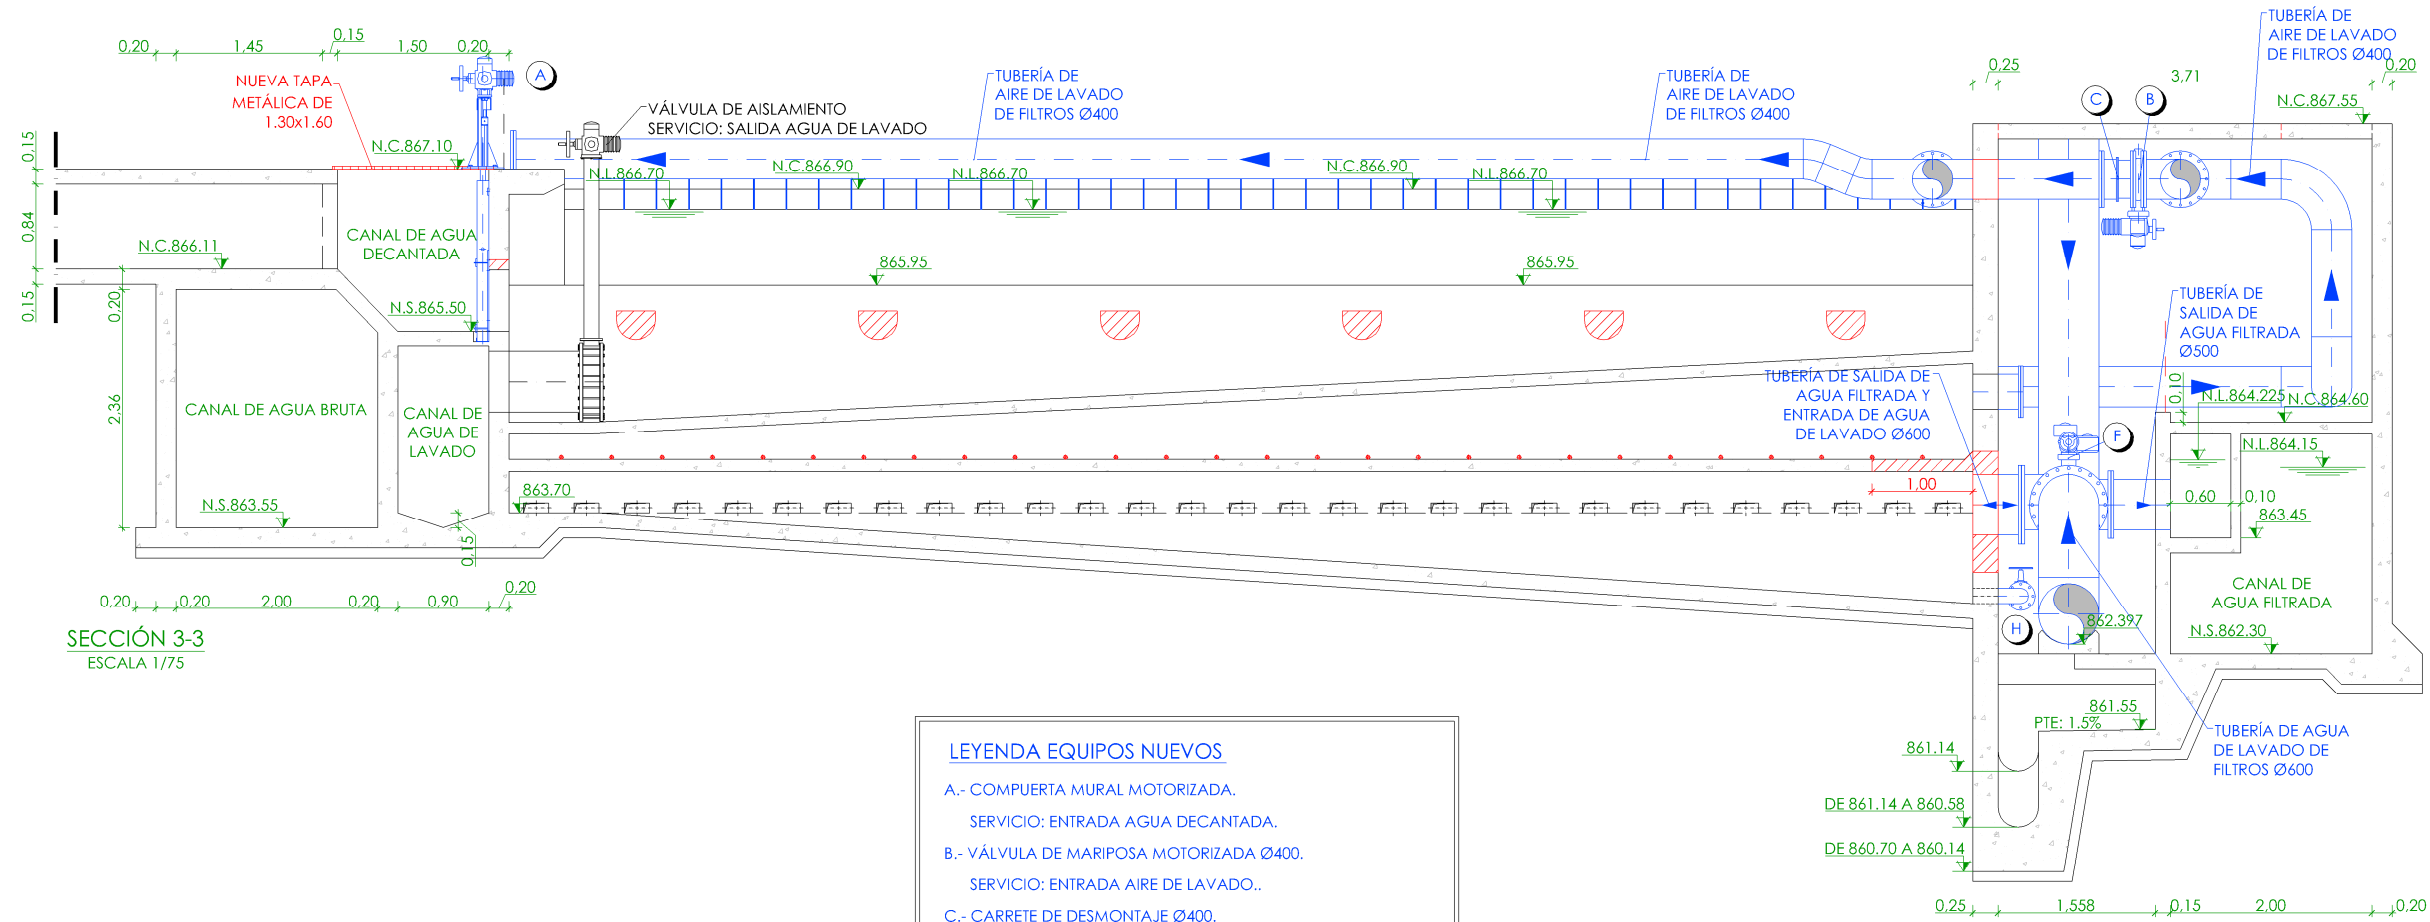 TUBERÍA DE
AIRE DE LAVADO
DE FILTROS Ø400
0,20
1,45
0,15
1,50
0,20
A
NUEVA TAPA
METÁLICA DE
1.30x1.60
VÁLVULA DE AISLAMIENTO
SERVICIO: SALIDA AGUA DE LAVADO
TUBERÍA DE
AIRE DE LAVADO
DE FILTROS Ø400
TUBERÍA DE
AIRE DE LAVADO
DE FILTROS Ø400
0,25
3,71
0,20
C
B
N.C.867.55
0,15
N.C.867.10
N.L.866.70
N.C.866.90
N.L.866.70
N.C.866.90
N.L.866.70
0,84
N.C.866.11
CANAL DE AGUA
DECANTADA
865.95
865.95
0,15
0,20
N.S.865.50
TUBERÍA DE
SALIDA DE
AGUA FILTRADA
Ø500
2,36
CANAL DE AGUA BRUTA
CANAL DE
AGUA DE
LAVADO
TUBERÍA DE SALIDA DE
AGUA FILTRADA Y
ENTRADA DE AGUA
DE LAVADO Ø600
0,10
N.L.864.225
N.C.864.60
F
N.L.864.15
N.S.863.55
863.70
1,00
0,60
0,10
863.45
0,15
0,20
0,20
2,00
0,20
0,90
0,20
CANAL DE
AGUA FILTRADA
H
862.397
N.S.862.30
SECCIÓN 3-3
ESCALA 1/75
861.55
PTE: 1.5%
TUBERÍA DE AGUA
DE LAVADO DE
FILTROS Ø600
861.14
DE 861.14 A 860.58
DE 860.70 A 860.14
0,25
1,558
0,15
2,00
0,20
LEYENDA EQUIPOS NUEVOS
A.- COMPUERTA MURAL MOTORIZADA.
SERVICIO: ENTRADA AGUA DECANTADA.
B.- VÁLVULA DE MARIPOSA MOTORIZADA Ø400.
SERVICIO: ENTRADA AIRE DE LAVADO..
C.- CARRETE DE DESMONTAJE Ø400.